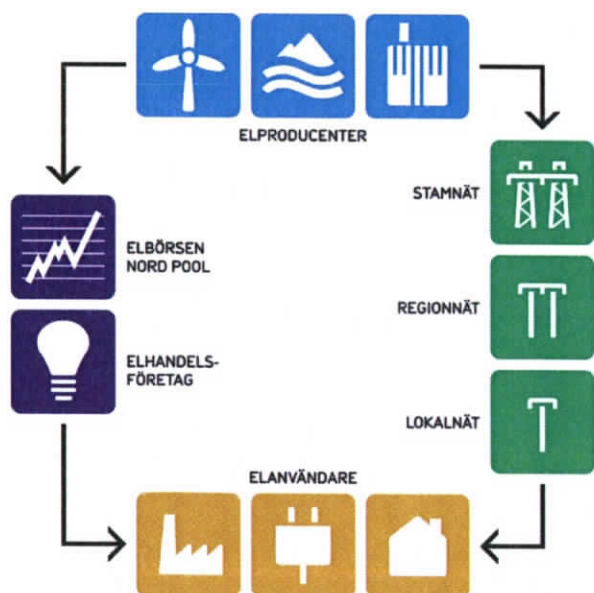 ELPRODUCENTER
STAMNÄT
ELBÖRSEN
NORD POOL
REGIONNÄT
ELHANDELS-
FÖRETAG
LOKALNÄT
ELANVÄNDARE